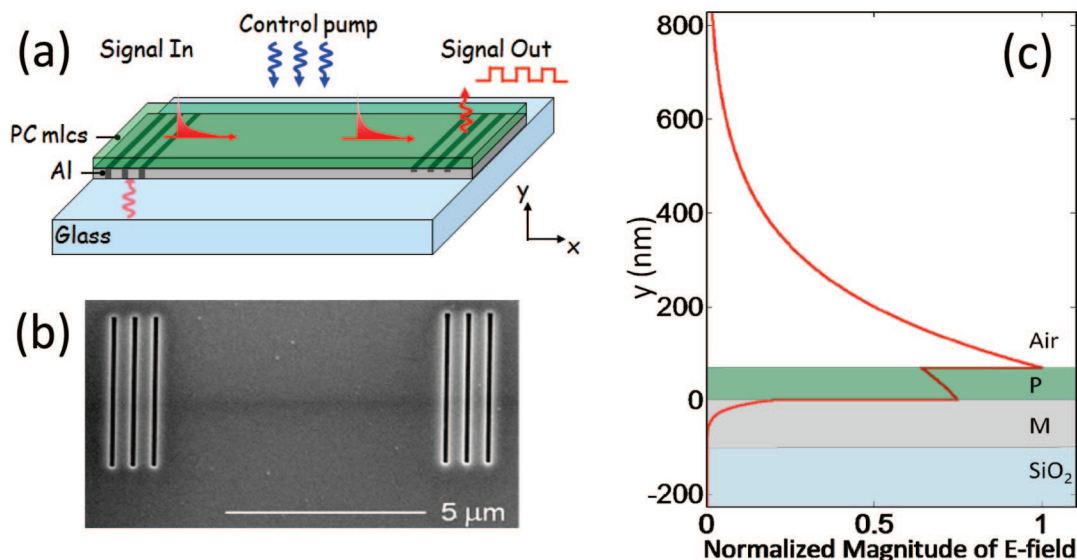 (a)
Signal In
Control pump
Signal Out
PC mlcs
Al
Glass
y
x
(b)
5 μm
(c)
800
600
400
200
0
-200
y (nm)
Air
P
M
SiO₂
0
0.5
1
Normalized Magnitude of E-field